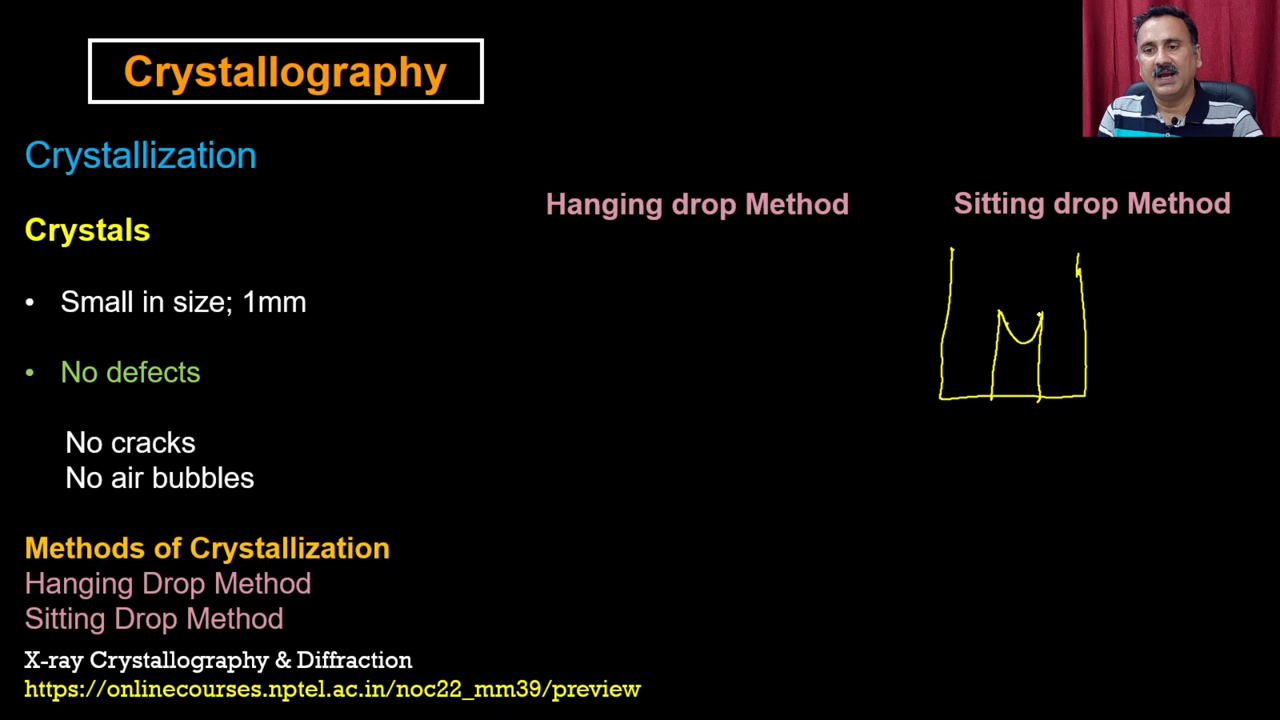 Crystallography
Crystallization
Crystals
Hanging drop Method
Sitting drop Method
• Small in size; 1mm
• No defects
No cracks
No air bubbles
Methods of Crystallization
Hanging Drop Method
Sitting Drop Method
X-ray Crystallography & Diffraction
https://onlinecourses.nptel.ac.in/noc22_mm39/preview